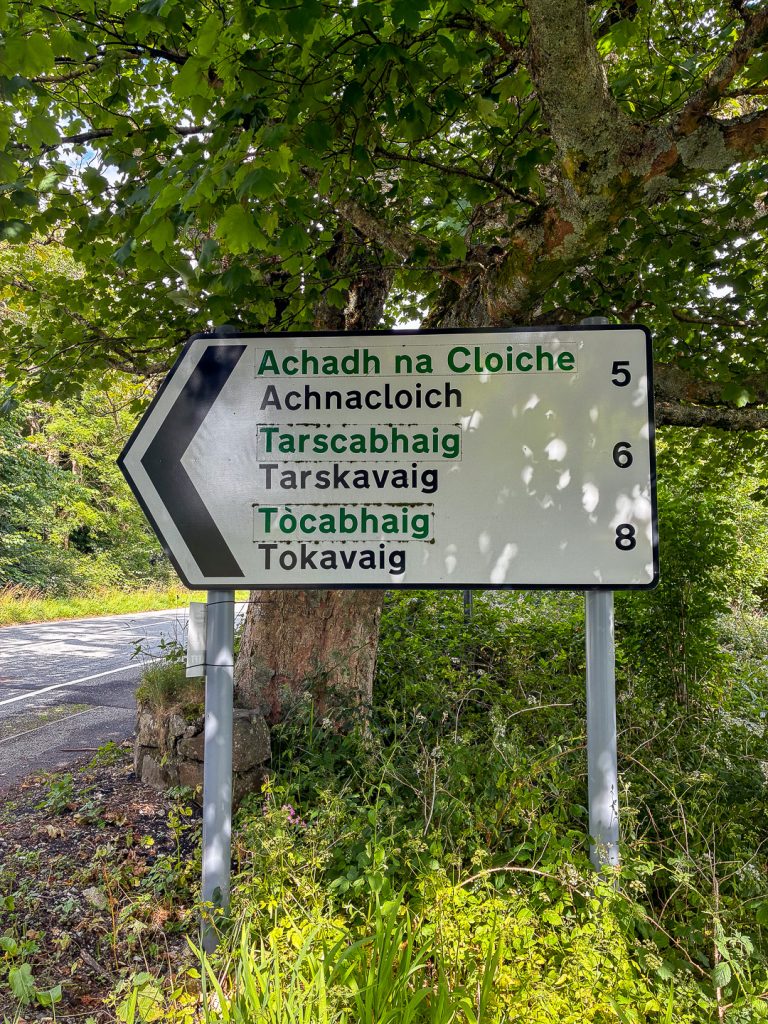 Achadh na Cloiche 5
Achnacloich
Tarscabhaig 6
Tarskavaig
Tòcabhaig 8
Tokavaig